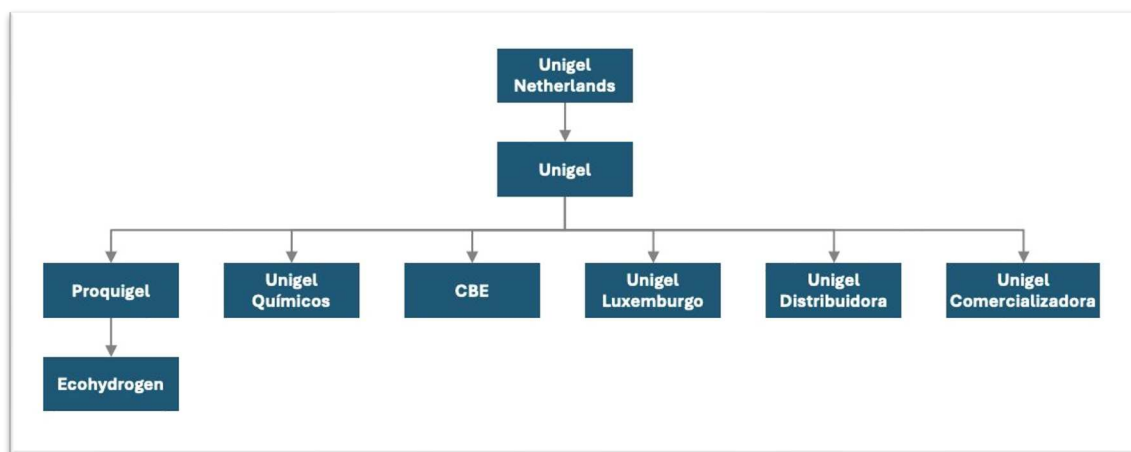 Unigel
Netherlands
Unigel
Proquigel
Unigel
Químicos
CBE
Unigel
Luxemburgo
Unigel
Distribuidora
Unigel
Comercializadora
Ecohydrogen